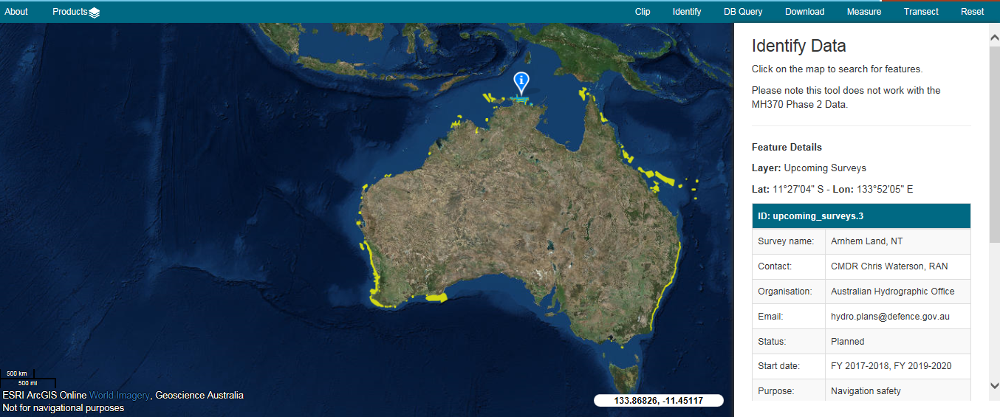 About Products Clip Identify DB Query Download Measure Transect Reset
Identify Data
Click on the map to search for features.
Please note this tool does not work with the
MH370 Phase 2 Data.
Feature Details
Layer: Upcoming Surveys
Lat: 11°27'04" S - Lon: 133°52'05" E
ID: upcoming_surveys.3
Survey name: Arnhem Land, NT
Contact: CMDR Chris Waterson, RAN
Organisation: Australian Hydrographic Office
Email: hydro.plans@defence.gov.au
Status: Planned
Start date: FY 2017-2018, FY 2019-2020
Purpose: Navigation safety
i
500 km
500 mi
ESRI ArcGIS Online World Imagery, Geoscience Australia
Not for navigational purposes
133.86826, -11.45117